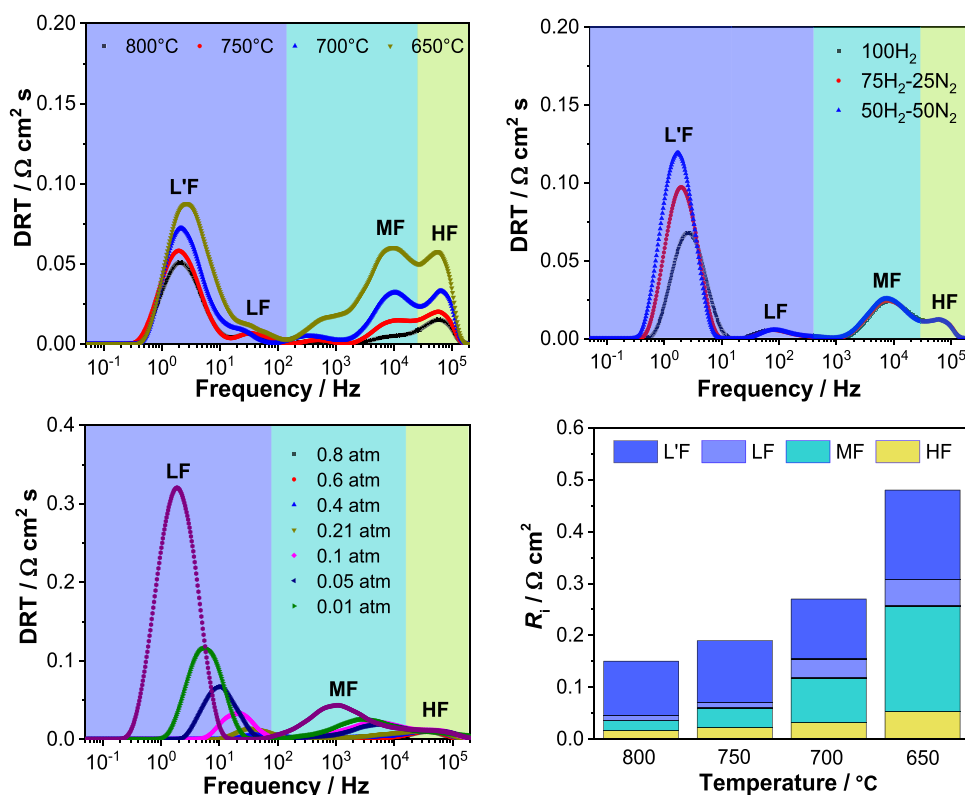 DRT / Ω cm² s
0.20
0.15
0.10
0.05
0.00
800°C 750°C 700°C 650°C
L'F
LF
MF
HF
10⁻¹ 10⁰ 10¹ 10² 10³ 10⁴ 10⁵
Frequency / Hz
DRT / Ω cm² s
0.20
0.15
0.10
0.05
0.00
100H₂
75H₂-25N₂
50H₂-50N₂
L'F
LF
MF
HF
10⁻¹ 10⁰ 10¹ 10² 10³ 10⁴ 10⁵
Frequency / Hz
DRT / Ω cm² s
0.4
0.3
0.2
0.1
0.0
LF
0.8 atm
0.6 atm
0.4 atm
0.21 atm
0.1 atm
0.05 atm
0.01 atm
MF
HF
10⁻¹ 10⁰ 10¹ 10² 10³ 10⁴ 10⁵
Frequency / Hz
Rᵢ / Ω cm²
0.6
0.5
0.4
0.3
0.2
0.1
0.0
L'F LF MF HF
800 750 700 650
Temperature / °C